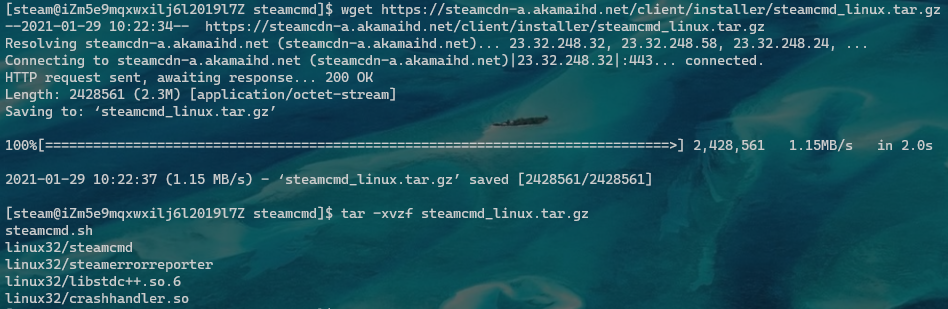 [steam@iZm5e9mqxwxilj6l2019l7Z steamcmd]$ wget https://steamcdn-a.akamaihd.net/client/installer/steamcmd_linux.tar.gz
--2021-01-29 10:22:34--  https://steamcdn-a.akamaihd.net/client/installer/steamcmd_linux.tar.gz
Resolving steamcdn-a.akamaihd.net (steamcdn-a.akamaihd.net)... 23.32.248.32, 23.32.248.58, 23.32.248.24, ...
Connecting to steamcdn-a.akamaihd.net (steamcdn-a.akamaihd.net)|23.32.248.32|:443... connected.
HTTP request sent, awaiting response... 200 OK
Length: 2428561 (2.3M) [application/octet-stream]
Saving to: ‘steamcmd_linux.tar.gz’
100%[==============================================================================>] 2,428,561   1.15MB/s   in 2.0s
2021-01-29 10:22:37 (1.15 MB/s) - ‘steamcmd_linux.tar.gz’ saved [2428561/2428561]
[steam@iZm5e9mqxwxilj6l2019l7Z steamcmd]$ tar -xvzf steamcmd_linux.tar.gz
steamcmd.sh
linux32/steamcmd
linux32/steamerrorreporter
linux32/libstdc++.so.6
linux32/crashhandler.so